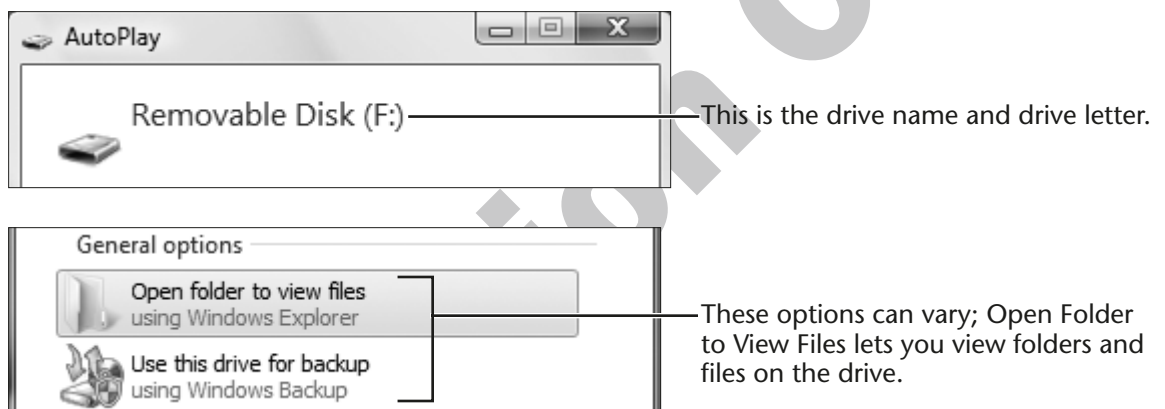 AutoPlay
Removable Disk (F:)
This is the drive name and drive letter.
General options
Open folder to view files
using Windows Explorer
Use this drive for backup
using Windows Backup
These options can vary; Open Folder
to View Files lets you view folders and
files on the drive.